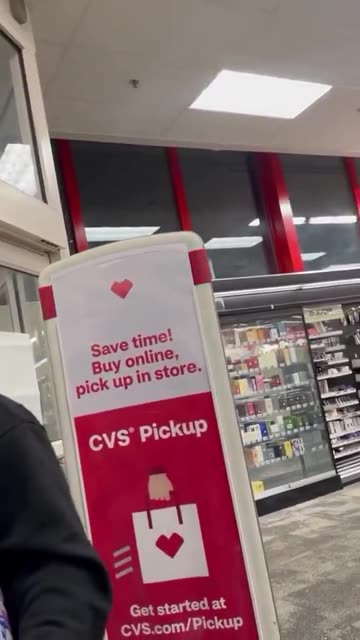 Save time!
Buy online,
pick up in store.
CVS® Pickup
Get started at
CVS.com/Pickup